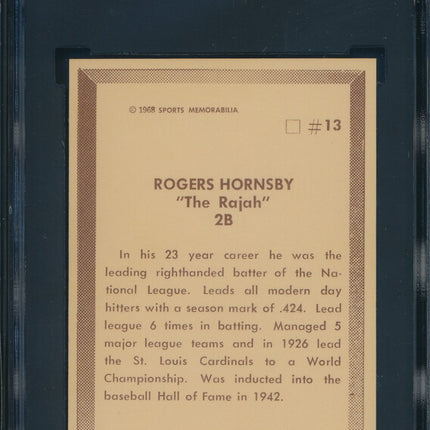 © 1968 SPORTS MEMORABILIA
#13
ROGERS HORNSBY
"The Rajah"
2B
In his 23 year career he was the
leading righthanded batter of the Na-
tional League. Leads all modern day
hitters with a season mark of .424. Lead
league 6 times in batting. Managed 5
major league teams and in 1926 lead
the St. Louis Cardinals to a World
Championship. Was inducted into the
baseball Hall of Fame in 1942.